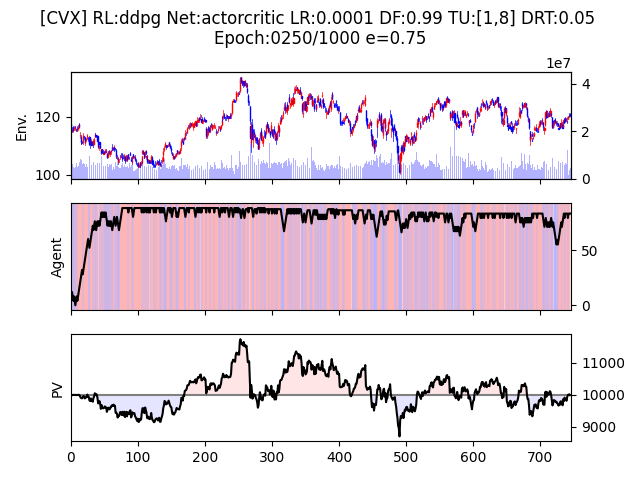 [CVX] RL:ddpg Net:actorcritic LR:0.0001 DF:0.99 TU:[1,8] DRT:0.05
Epoch:0250/1000 e=0.75
1e7
Env.
120
100
4
2
0
Agent
50
0
PV
11000
10000
9000
0 100 200 300 400 500 600 700